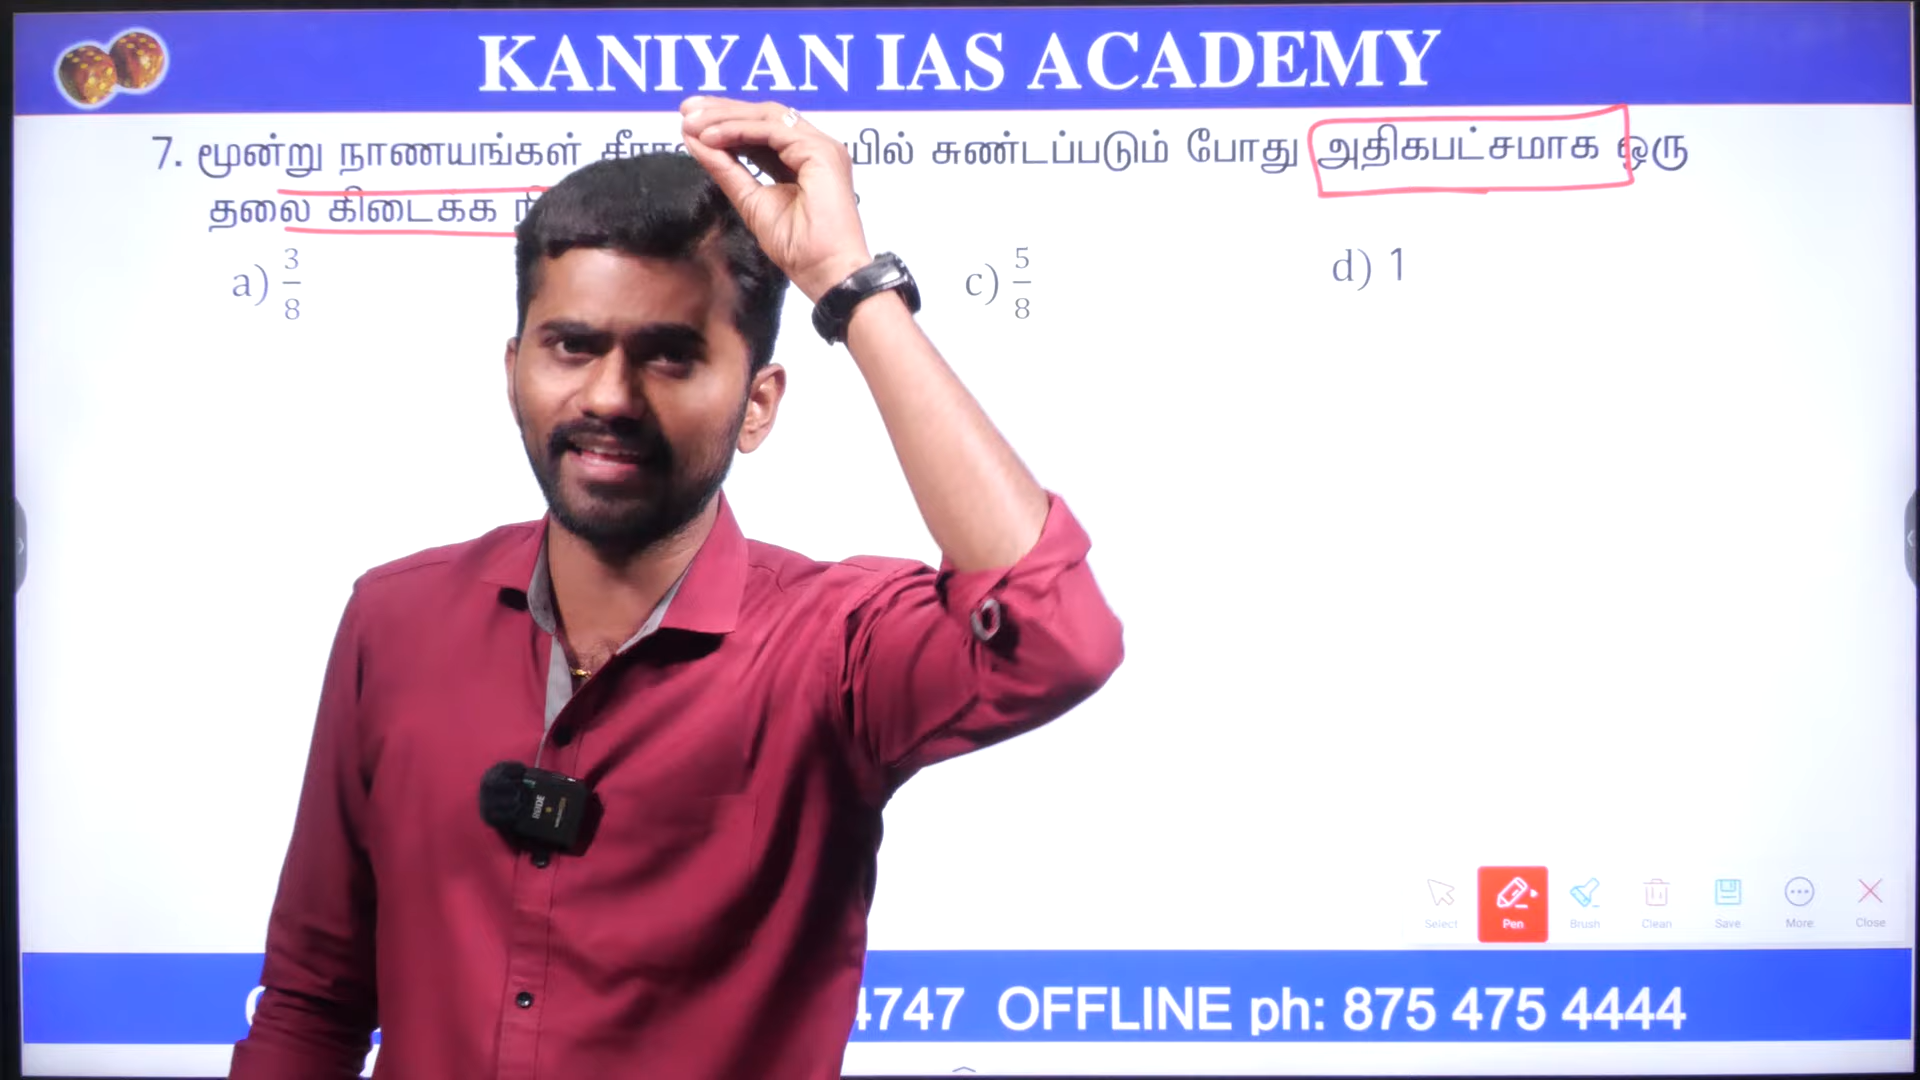 KANIYAN IAS ACADEMY
7. மூன்று நாணயங்கள் சுண்டப்படும் போது அதிகபட்சமாக ஒரு
தலை கிடைக்க
a) 3/8
c) 5/8
d) 1
Select Pen Brush Clean Save More Close
4747 OFFLINE ph: 875 475 4444
RODE